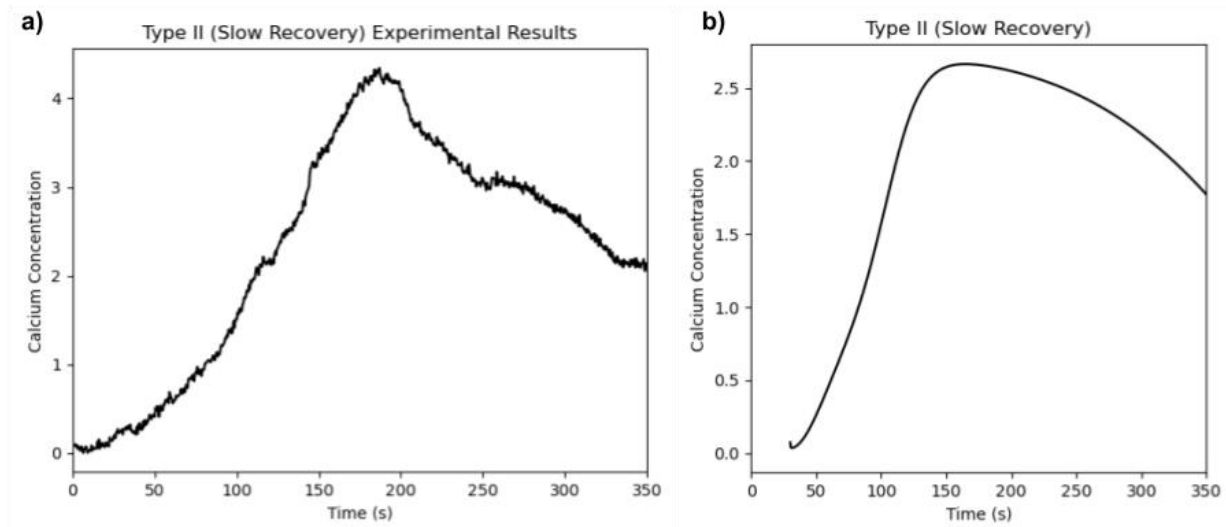 a)
Type II (Slow Recovery) Experimental Results
Calcium Concentration
4
3
2
1
0
0 50 100 150 200 250 300 350
Time (s)
b)
Type II (Slow Recovery)
Calcium Concentration
2.5
2.0
1.5
1.0
0.5
0.0
0 50 100 150 200 250 300 350
Time (s)